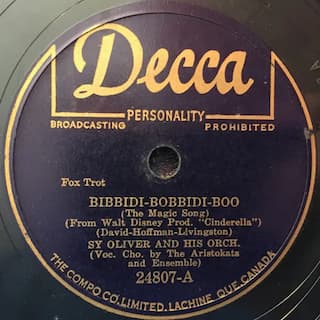 Decca
PERSONALITY
BROADCASTING PROHIBITED
Fox Trot
BIBBIDI-BOBBIDI-BOO
(The Magic Song)
(From Walt Disney Prod. "Cinderella")
(David-Hoffman-Livingston)
SY OLIVER AND HIS ORCH.
(Voc. Cho. by The Aristokats
and Ensemble)
24807-A
THE COMPO CO. LIMITED. LACHINE QUE. CANADA